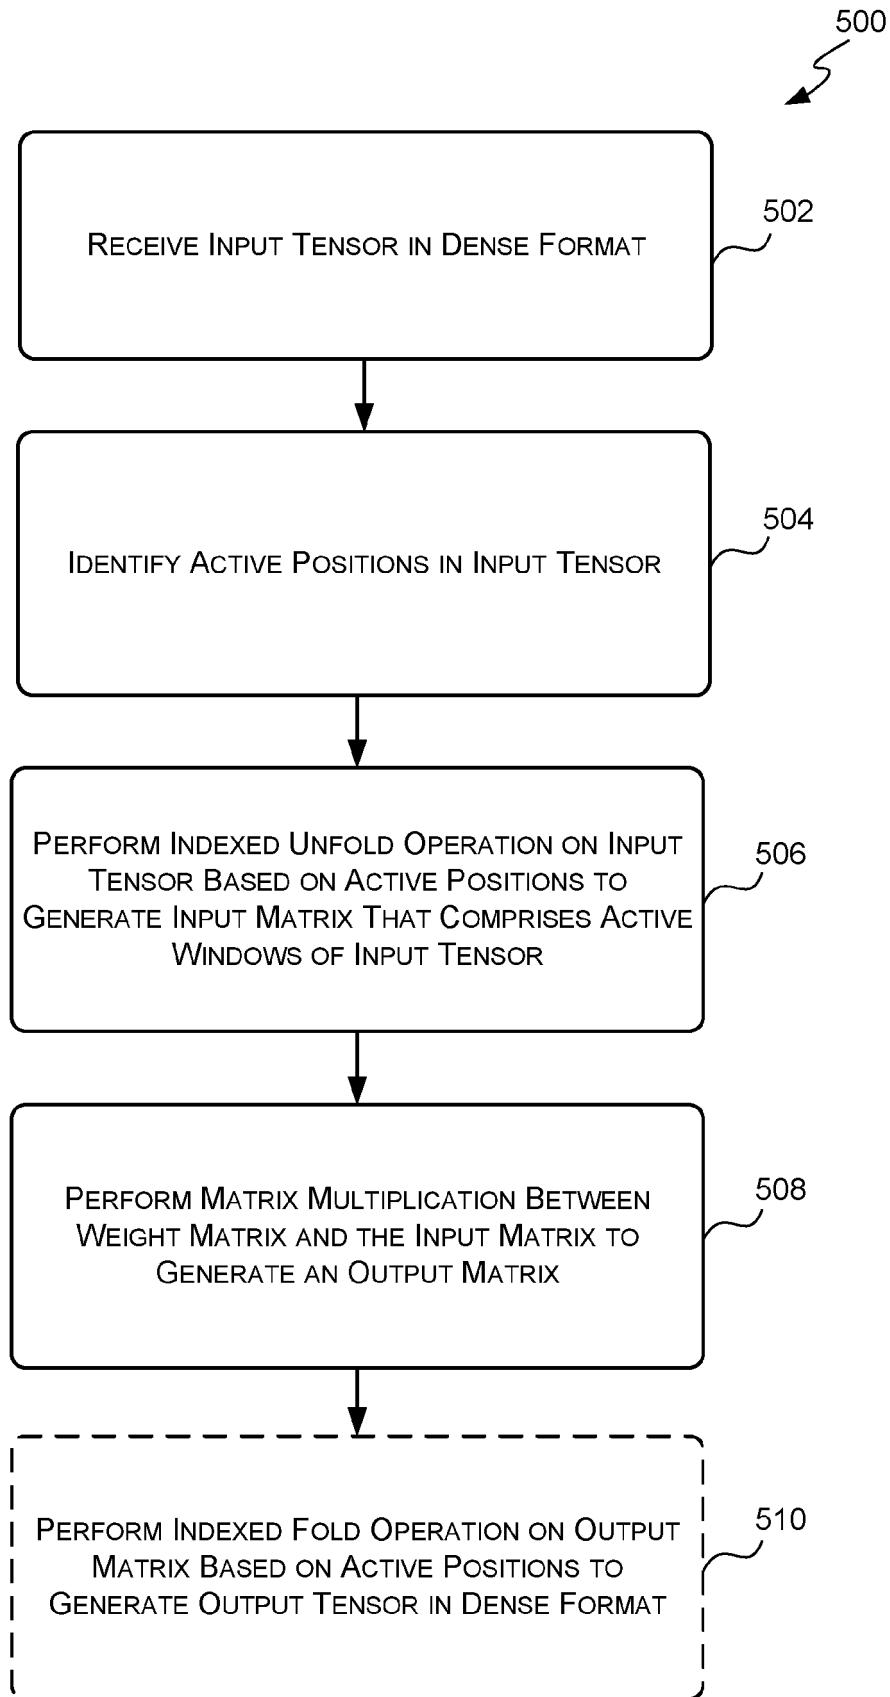 500
RECEIVE INPUT TENSOR IN DENSE FORMAT
502
IDENTIFY ACTIVE POSITIONS IN INPUT TENSOR
504
PERFORM INDEXED UNFOLD OPERATION ON INPUT
TENSOR BASED ON ACTIVE POSITIONS TO
GENERATE INPUT MATRIX THAT COMPRISES ACTIVE
WINDOWS OF INPUT TENSOR
506
PERFORM MATRIX MULTIPLICATION BETWEEN
WEIGHT MATRIX AND THE INPUT MATRIX TO
GENERATE AN OUTPUT MATRIX
508
PERFORM INDEXED FOLD OPERATION ON OUTPUT
MATRIX BASED ON ACTIVE POSITIONS TO
GENERATE OUTPUT TENSOR IN DENSE FORMAT
510